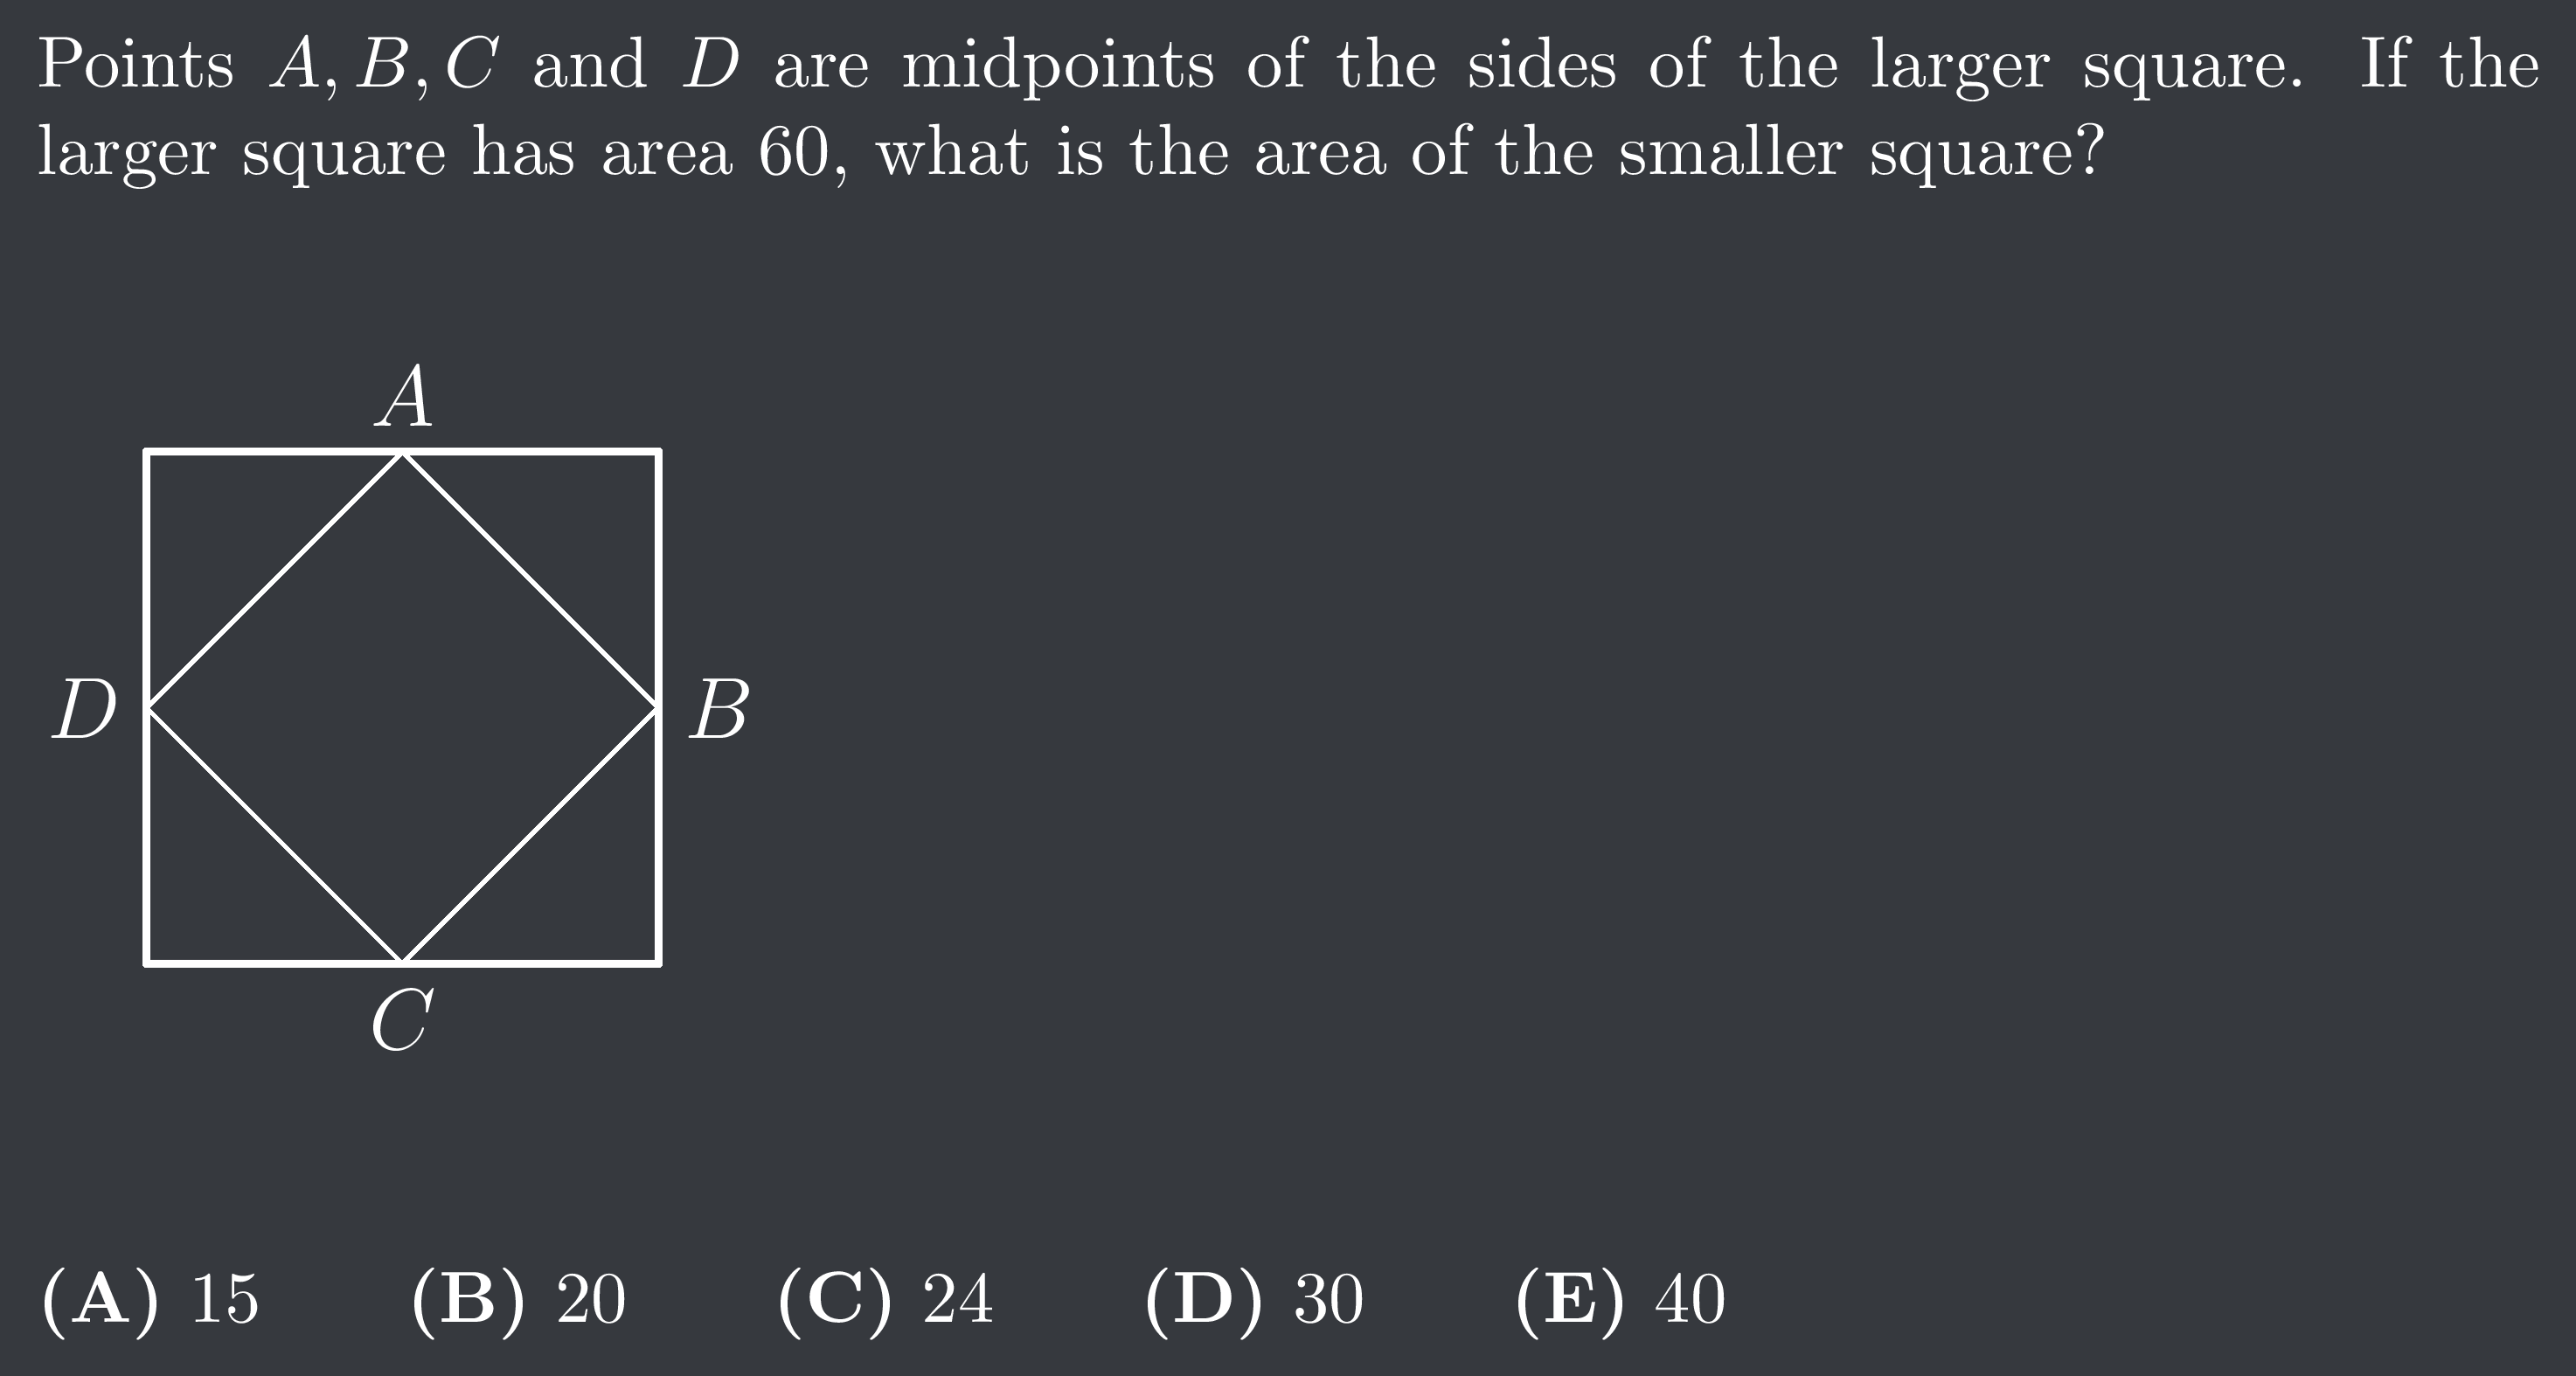 Points A, B, C and D are midpoints of the sides of the larger square. If the
larger square has area 60, what is the area of the smaller square?
A
D
B
C
(A) 15 (B) 20 (C) 24 (D) 30 (E) 40